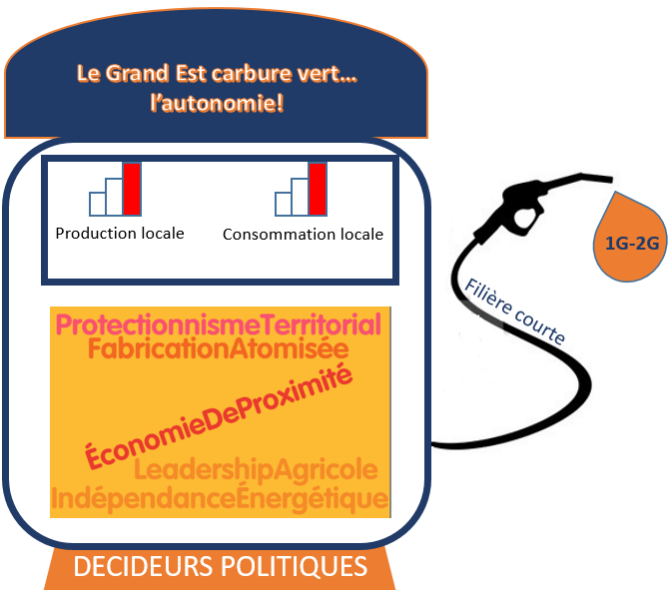 Le Grand Est carbure vert…
l'autonomie!
Production locale
Consommation locale
1G-2G
Filière courte
ProtectionnismeTerritorial
FabricationAtomisée
ÉconomieDeProximité
LeadershipAgricole
IndépendanceÉnergétique
DECIDEURS POLITIQUES